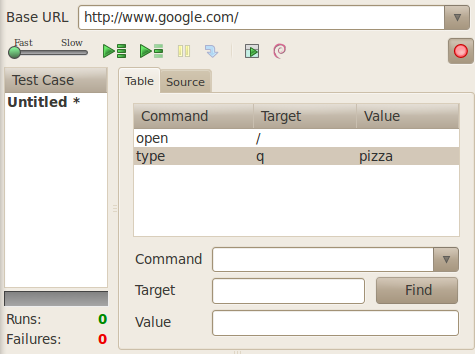 Base URL http://www.google.com/
Fast Slow
Test Case
Untitled *
Table Source
Command Target Value
open /
type q pizza
Command
Target Find
Value
Runs: 0
Failures: 0